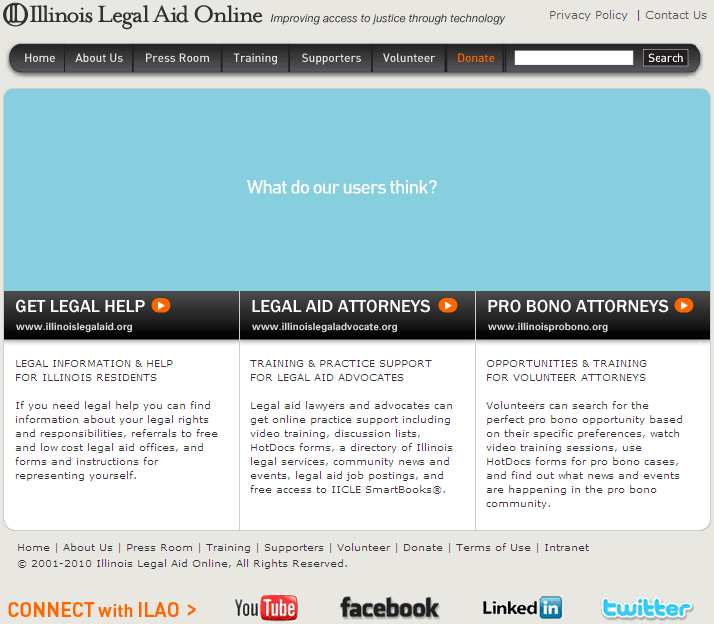 Illinois Legal Aid Online Improving access to justice through technology Privacy Policy | Contact Us
Home About Us Press Room Training Supporters Volunteer Donate Search
What do our users think?
GET LEGAL HELP
www.illinoislegalaid.org
LEGAL INFORMATION & HELP
FOR ILLINOIS RESIDENTS
If you need legal help you can find
information about your legal rights
and responsibilities, referrals to free
and low cost legal aid offices, and
forms and instructions for
representing yourself.
LEGAL AID ATTORNEYS
www.illinoislegaladvocate.org
TRAINING & PRACTICE SUPPORT
FOR LEGAL AID ADVOCATES
Legal aid lawyers and advocates can
get online practice support including
video training, discussion lists,
HotDocs forms, a directory of Illinois
legal services, community news and
events, legal aid job postings, and
free access to IICLE SmartBooks®.
PRO BONO ATTORNEYS
www.illinoisprobono.org
OPPORTUNITIES & TRAINING
FOR VOLUNTEER ATTORNEYS
Volunteers can search for the
perfect pro bono opportunity based
on their specific preferences, watch
video training sessions, use
HotDocs forms for pro bono cases,
and find out what news and events
are happening in the pro bono
community.
Home | About Us | Press Room | Training | Supporters | Volunteer | Donate | Terms of Use | Intranet
© 2001-2010 Illinois Legal Aid Online, All Rights Reserved.
CONNECT with ILAO > YouTube facebook Linked in twitter